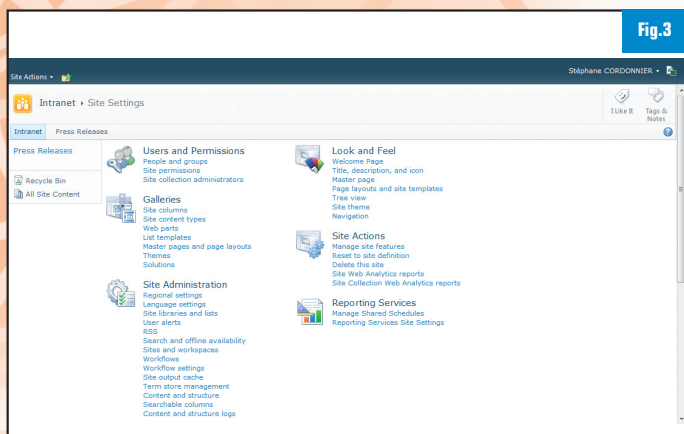 Fig.3
Stéphane CORDONNIER
Site Actions
Intranet › Site Settings
I Like It
Tags & Notes
Intranet
Press Releases
Press Releases
Recycle Bin
All Site Content
Users and Permissions
People and groups
Site permissions
Site collection administrators
Galleries
Site columns
Site content types
Web parts
List templates
Master pages and page layouts
Themes
Solutions
Site Administration
Regional settings
Language settings
Site libraries and lists
User alerts
RSS
Search and offline availability
Sites and workspaces
Workflows
Workflow settings
Site output cache
Term store management
Content and structure
Searchable columns
Content and structure logs
Look and Feel
Welcome Page
Title, description, and icon
Master page
Page layouts and site templates
Tree view
Site theme
Navigation
Site Actions
Manage site features
Reset to site definition
Delete this site
Site Web Analytics reports
Site Collection Web Analytics reports
Reporting Services
Manage Shared Schedules
Reporting Services Site Settings